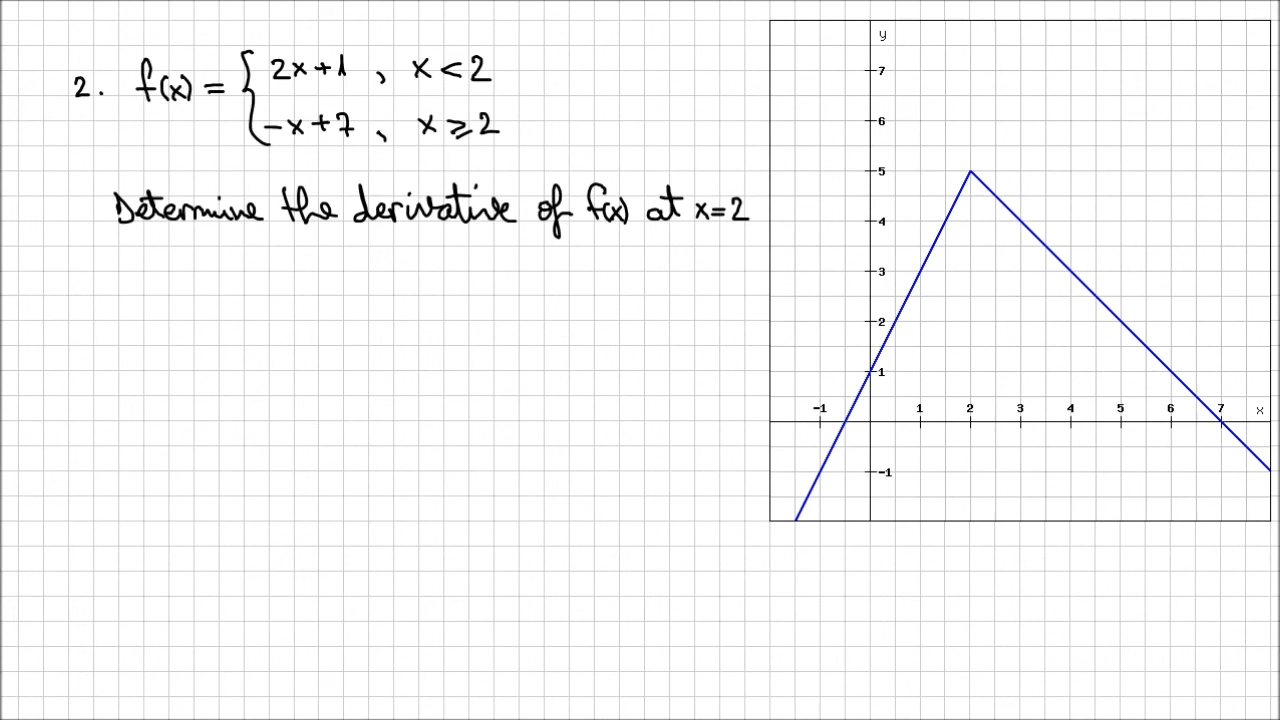 2. f(x) = { 2x+1 , x < 2
-x+7 , x ⩾ 2
Determine the derivative of f(x) at x=2
y
7
6
5
4
3
2
1
-1 1 2 3 4 5 6 7 x
-1